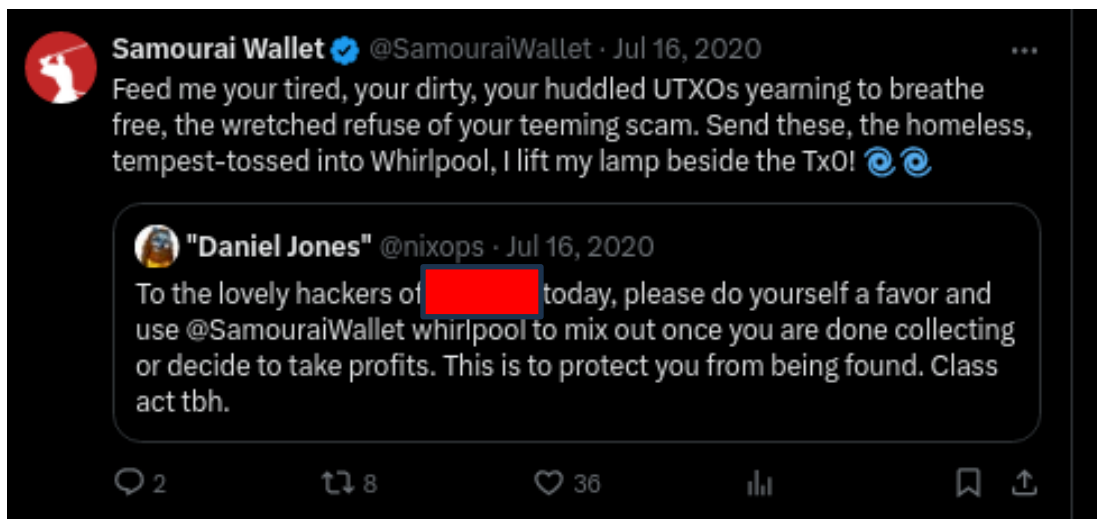 Samourai Wallet @SamouraiWallet · Jul 16, 2020
Feed me your tired, your dirty, your huddled UTXOs yearning to breathe
free, the wretched refuse of your teeming scam. Send these, the homeless,
tempest-tossed into Whirlpool, I lift my lamp beside the Tx0!
"Daniel Jones" @nixops · Jul 16, 2020
To the lovely hackers of today, please do yourself a favor and
use @SamouraiWallet whirlpool to mix out once you are done collecting
or decide to take profits. This is to protect you from being found. Class
act tbh.
2 8 36